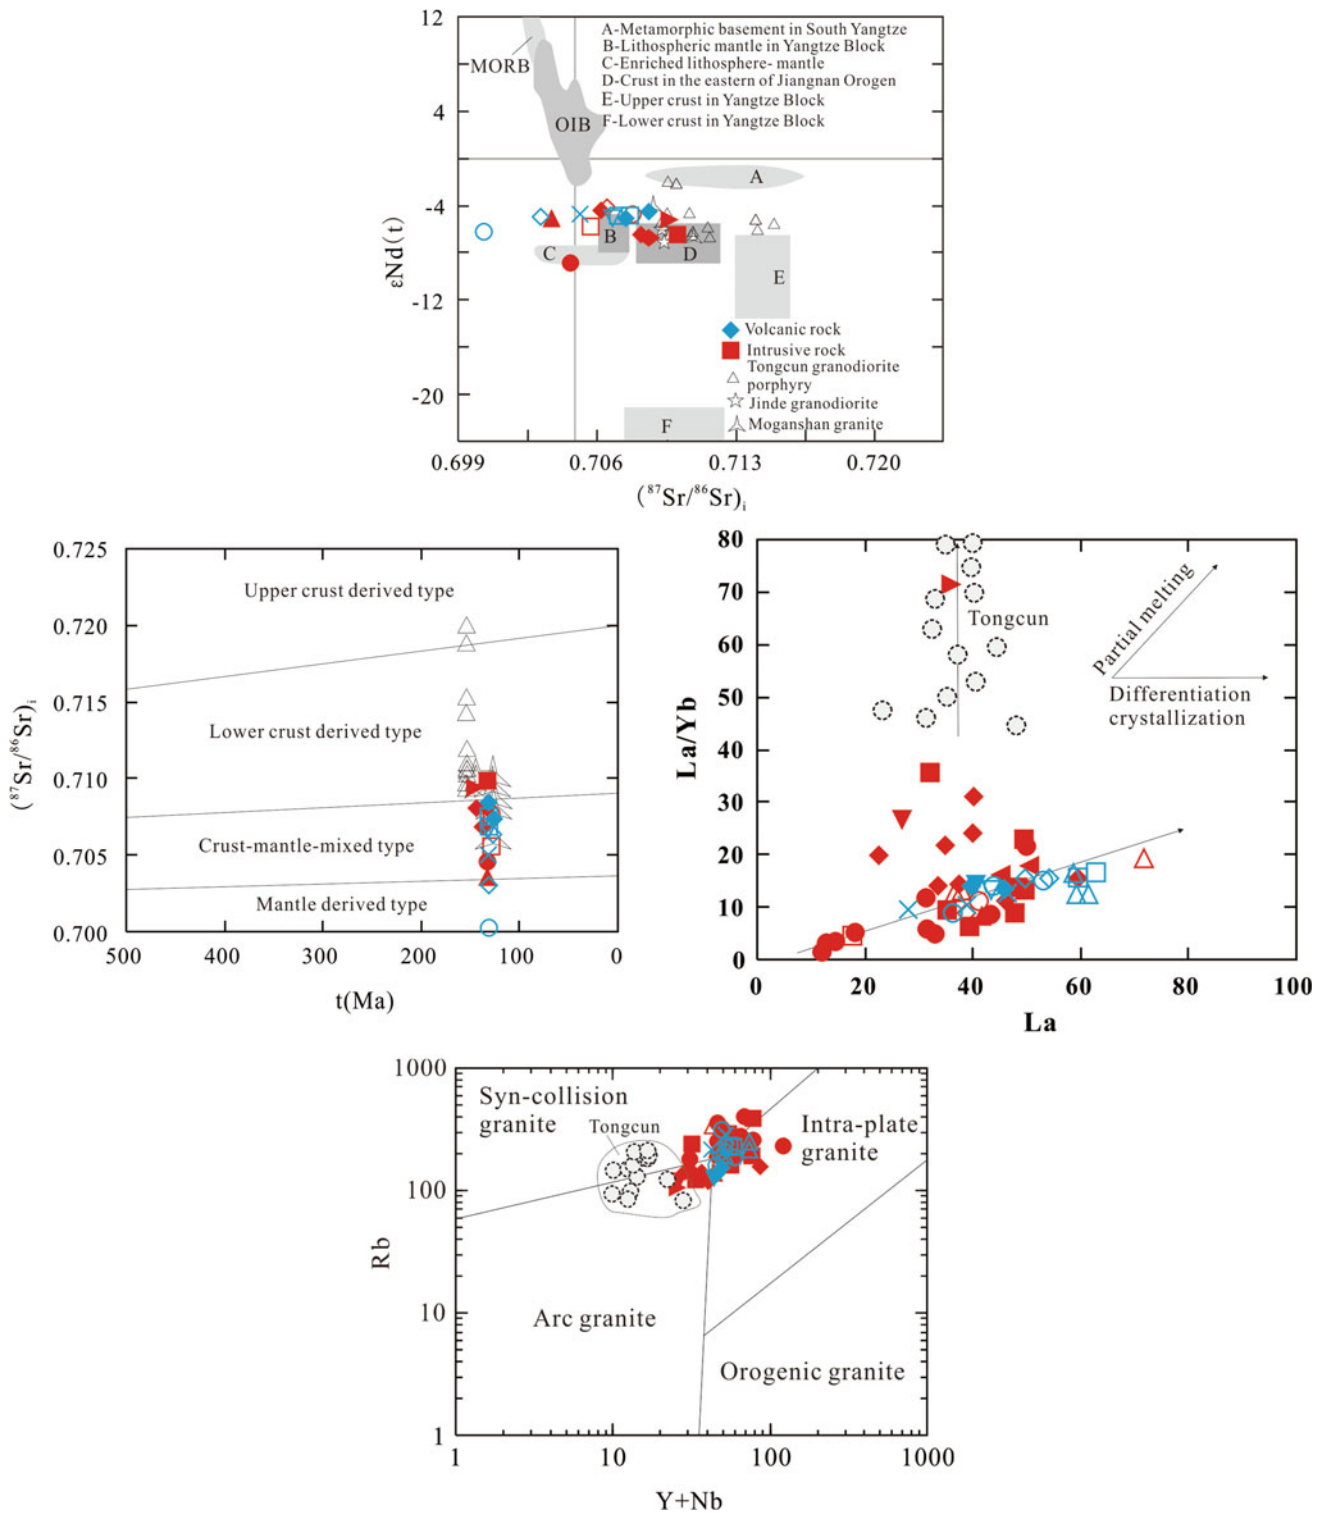 12
4
-4
-12
-20
εNd(t)
MORB
OIB
A-Metamorphic basement in South Yangtze
B-Lithospheric mantle in Yangtze Block
C-Enriched lithosphere- mantle
D-Crust in the eastern of Jiangnan Orogen
E-Upper crust in Yangtze Block
F-Lower crust in Yangtze Block
A
B
C
D
E
F
Volcanic rock
Intrusive rock
Tongcun granodiorite
porphyry
Jinde granodiorite
Moganshan granite
0.699
0.706
0.713
0.720
(⁸⁷Sr/⁸⁶Sr)ᵢ
0.725
0.720
0.715
0.710
0.705
0.700
(⁸⁷Sr/⁸⁶Sr)ᵢ
Upper crust derived type
Lower crust derived type
Crust-mantle-mixed type
Mantle derived type
500
400
300
200
100
0
t(Ma)
80
70
60
50
40
30
20
10
0
La/Yb
Tongcun
Partial melting
Differentiation
crystallization
0
20
40
60
80
100
La
1000
100
10
1
Rb
Syn-collision
granite
Tongcun
Intra-plate
granite
Arc granite
Orogenic granite
1
10
100
1000
Y+Nb